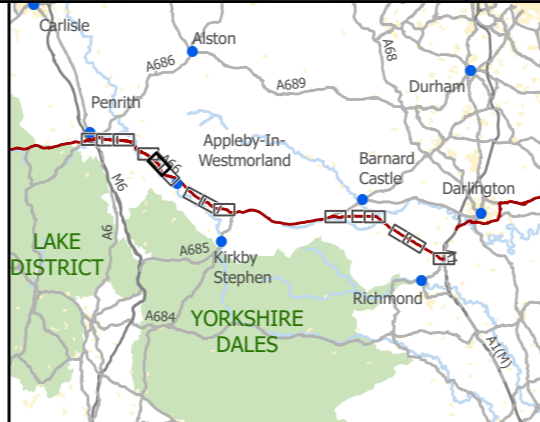 Carlisle
Alston
A686
A68
A689
Durham
Penrith
Appleby-In-
Westmorland
A66
Barnard
Castle
Darlington
M6
A6
LAKE
DISTRICT
A685
Kirkby
Stephen
Richmond
A684
YORKSHIRE
DALES
A1(M)